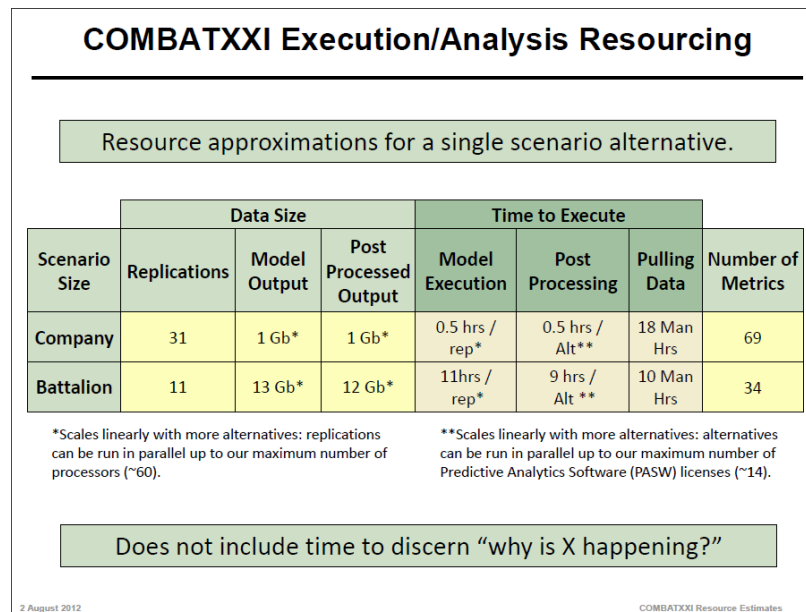 COMBATXXI Execution/Analysis Resourcing
Resource approximations for a single scenario alternative.
Data Size Time to Execute
Scenario Size Replications Model Output Post Processed Output Model Execution Post Processing Pulling Data Number of Metrics
Company 31 1 Gb* 1 Gb* 0.5 hrs / rep* 0.5 hrs / Alt** 18 Man Hrs 69
Battalion 11 13 Gb* 12 Gb* 11hrs / rep* 9 hrs / Alt ** 10 Man Hrs 34
*Scales linearly with more alternatives: replications
can be run in parallel up to our maximum number of
processors (~60).
**Scales linearly with more alternatives: alternatives
can be run in parallel up to our maximum number of
Predictive Analytics Software (PASW) licenses (~14).
Does not include time to discern “why is X happening?”
2 August 2012 COMBATXXI Resource Estimates